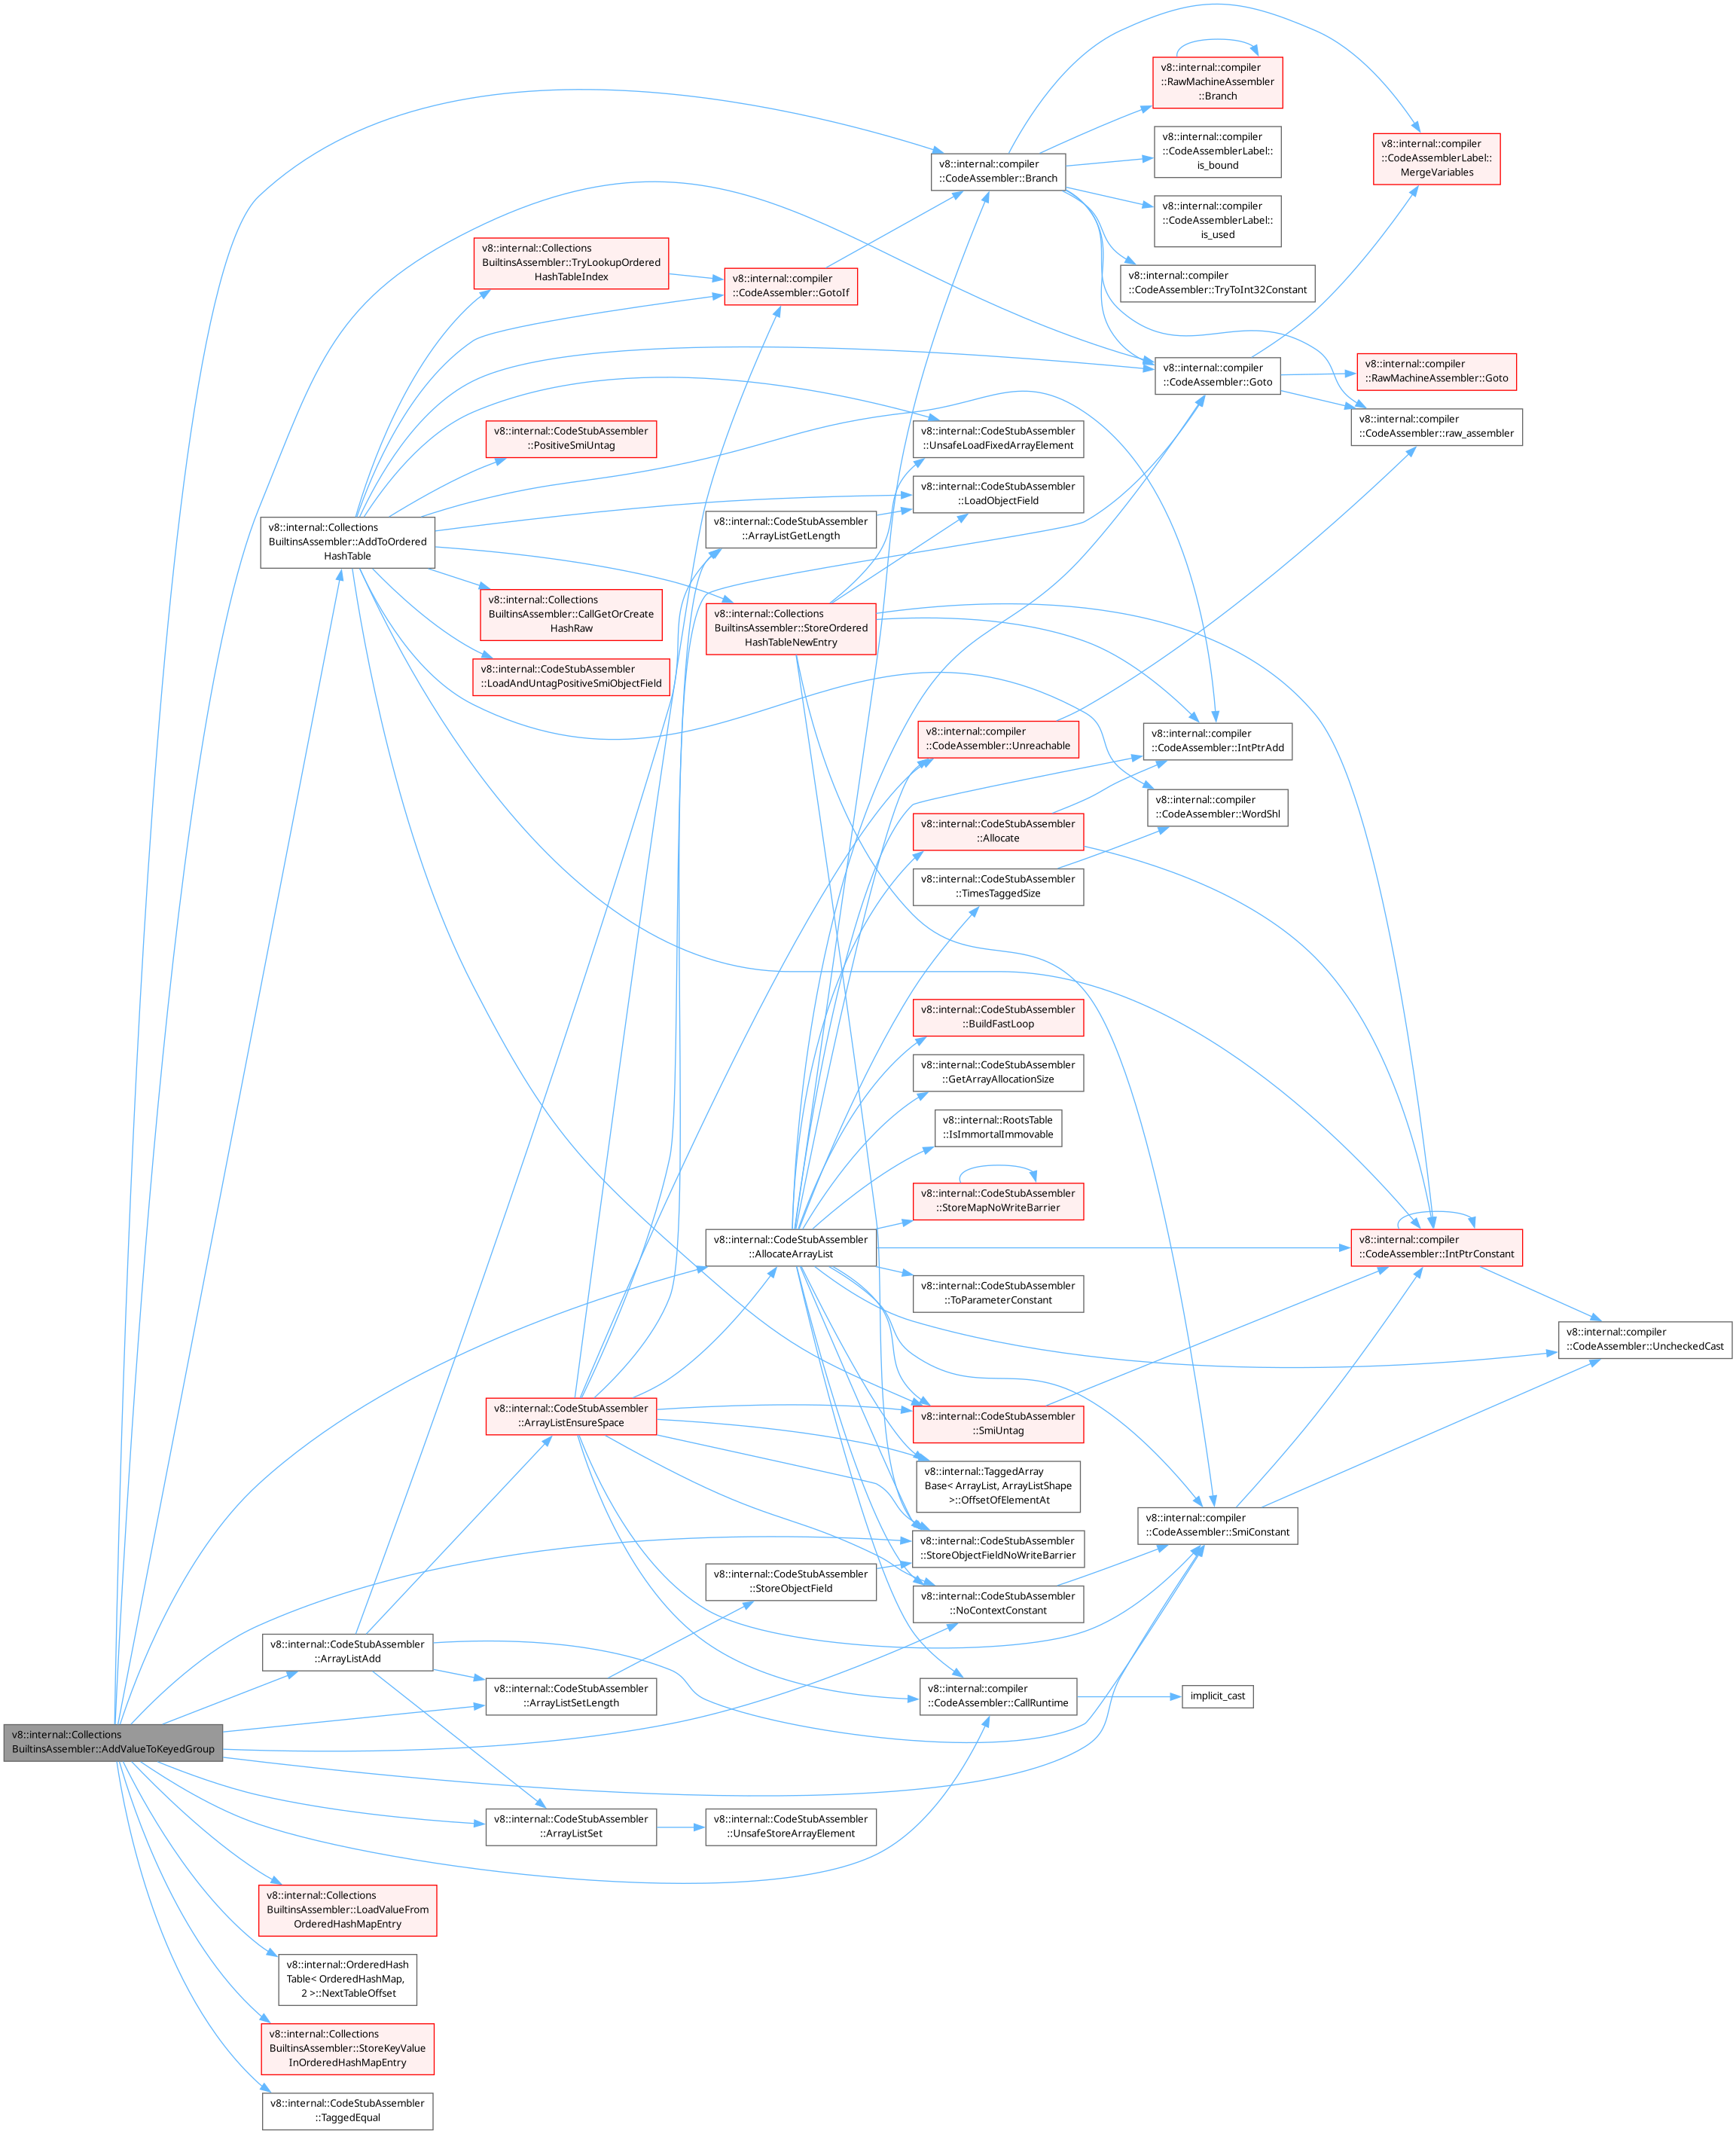 v8::internal::compiler
::RawMachineAssembler
::Branch
v8::internal::compiler
::CodeAssemblerLabel::
is_bound
v8::internal::compiler
::CodeAssemblerLabel::
MergeVariables
v8::internal::compiler
::CodeAssembler::Branch
v8::internal::compiler
::CodeAssemblerLabel::
is_used
v8::internal::Collections
BuiltinsAssembler::TryLookupOrdered
HashTableIndex
v8::internal::compiler
::CodeAssembler::GotoIf
v8::internal::compiler
::CodeAssembler::TryToInt32Constant
v8::internal::compiler
::CodeAssembler::Goto
v8::internal::compiler
::RawMachineAssembler::Goto
v8::internal::compiler
::CodeAssembler::raw_assembler
v8::internal::CodeStubAssembler
::PositiveSmiUntag
v8::internal::CodeStubAssembler
::UnsafeLoadFixedArrayElement
v8::internal::CodeStubAssembler
::LoadObjectField
v8::internal::Collections
BuiltinsAssembler::AddToOrdered
HashTable
v8::internal::CodeStubAssembler
::ArrayListGetLength
v8::internal::Collections
BuiltinsAssembler::CallGetOrCreate
HashRaw
v8::internal::Collections
BuiltinsAssembler::StoreOrdered
HashTableNewEntry
v8::internal::CodeStubAssembler
::LoadAndUntagPositiveSmiObjectField
v8::internal::compiler
::CodeAssembler::Unreachable
v8::internal::compiler
::CodeAssembler::IntPtrAdd
v8::internal::compiler
::CodeAssembler::WordShl
v8::internal::CodeStubAssembler
::Allocate
v8::internal::CodeStubAssembler
::TimesTaggedSize
v8::internal::CodeStubAssembler
::BuildFastLoop
v8::internal::CodeStubAssembler
::GetArrayAllocationSize
v8::internal::RootsTable
::IsImmortalImmovable
v8::internal::CodeStubAssembler
::StoreMapNoWriteBarrier
v8::internal::CodeStubAssembler
::AllocateArrayList
v8::internal::compiler
::CodeAssembler::IntPtrConstant
v8::internal::CodeStubAssembler
::ToParameterConstant
v8::internal::compiler
::CodeAssembler::UncheckedCast
v8::internal::CodeStubAssembler
::ArrayListEnsureSpace
v8::internal::CodeStubAssembler
::SmiUntag
v8::internal::TaggedArray
Base< ArrayList, ArrayListShape
>::OffsetOfElementAt
v8::internal::compiler
::CodeAssembler::SmiConstant
v8::internal::CodeStubAssembler
::StoreObjectFieldNoWriteBarrier
v8::internal::CodeStubAssembler
::StoreObjectField
v8::internal::CodeStubAssembler
::NoContextConstant
v8::internal::CodeStubAssembler
::ArrayListAdd
v8::internal::CodeStubAssembler
::ArrayListSetLength
v8::internal::compiler
::CodeAssembler::CallRuntime
implicit_cast
v8::internal::Collections
BuiltinsAssembler::AddValueToKeyedGroup
v8::internal::CodeStubAssembler
::ArrayListSet
v8::internal::CodeStubAssembler
::UnsafeStoreArrayElement
v8::internal::Collections
BuiltinsAssembler::LoadValueFrom
OrderedHashMapEntry
v8::internal::OrderedHash
Table< OrderedHashMap,
2 >::NextTableOffset
v8::internal::Collections
BuiltinsAssembler::StoreKeyValue
InOrderedHashMapEntry
v8::internal::CodeStubAssembler
::TaggedEqual